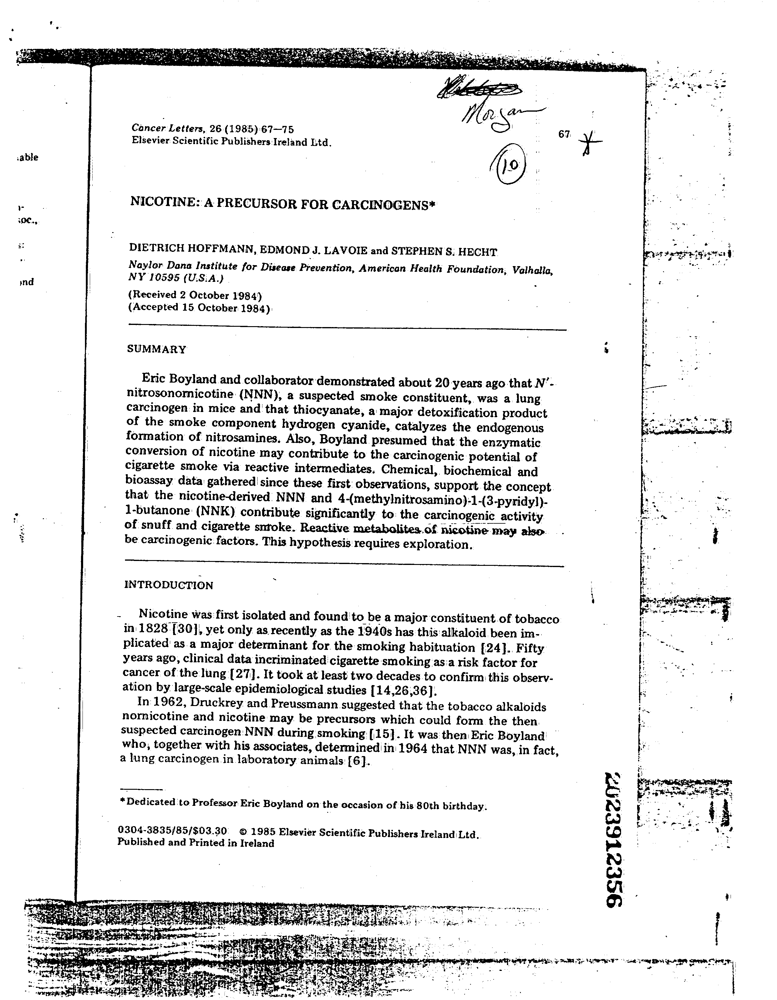 Morgan
Cancer Letters, 26 (1985) 67—75
67
Elsevier Scientific Publishers Ireland Ltd.
10
able
NICOTINE: A PRECURSOR FOR CARCINOGENS*
oc.,
DIETRICH HOFFMANN, EDMOND J. LAVOIE and STEPHEN S. HECHT
Naylor Dana Institute for Disease Prevention, American Health Foundation, Valhalla,
NY 10595 (U.S.A.)
nd
(Received 2 October 1984)
(Accepted 15 October 1984)
SUMMARY
Eric Boyland and collaborator demonstrated about 20 years ago that N'-
nitrosonornicotine (NNN), a suspected smoke constituent, was a lung
carcinogen in mice and that thiocyanate, a major detoxification product
of the smoke component hydrogen cyanide, catalyzes the endogenous
formation of nitrosamines. Also, Boyland presumed that the enzymatic
conversion of nicotine may contribute to the carcinogenic potential of
cigarette smoke via reactive intermediates. Chemical, biochemical and
bioassay data gathered since these first observations, support the concept
that the nicotine-derived NNN and 4-(methylnitrosamino)-1-(3-pyridyl)-
1-butanone (NNK) contribute significantly to the carcinogenic activity
of snuff and cigarette smoke. Reactive metabolites of nicotine may also
be carcinogenic factors. This hypothesis requires exploration.
INTRODUCTION
Nicotine was first isolated and found to be a major constituent of tobacco
in 1828 [30], yet only as recently as the 1940s has this alkaloid been im-
plicated as a major determinant for the smoking habituation [24]. Fifty
years ago, clinical data incriminated cigarette smoking as a risk factor for
cancer of the lung [27]. It took at least two decades to confirm this observ-
ation by large-scale epidemiological studies [14,26,36].
In 1962, Druckrey and Preussmann suggested that the tobacco alkaloids
nornicotine and nicotine may be precursors which could form the then
suspected carcinogen NNN during smoking [15]. It was then Eric Boyland
who, together with his associates, determined in 1964 that NNN was, in fact,
a lung carcinogen in laboratory animals [6].
*Dedicated to Professor Eric Boyland on the occasion of his 80th birthday.
0304-3835/85/$03.30 © 1985 Elsevier Scientific Publishers Ireland Ltd.
Published and Printed in Ireland
2023912356